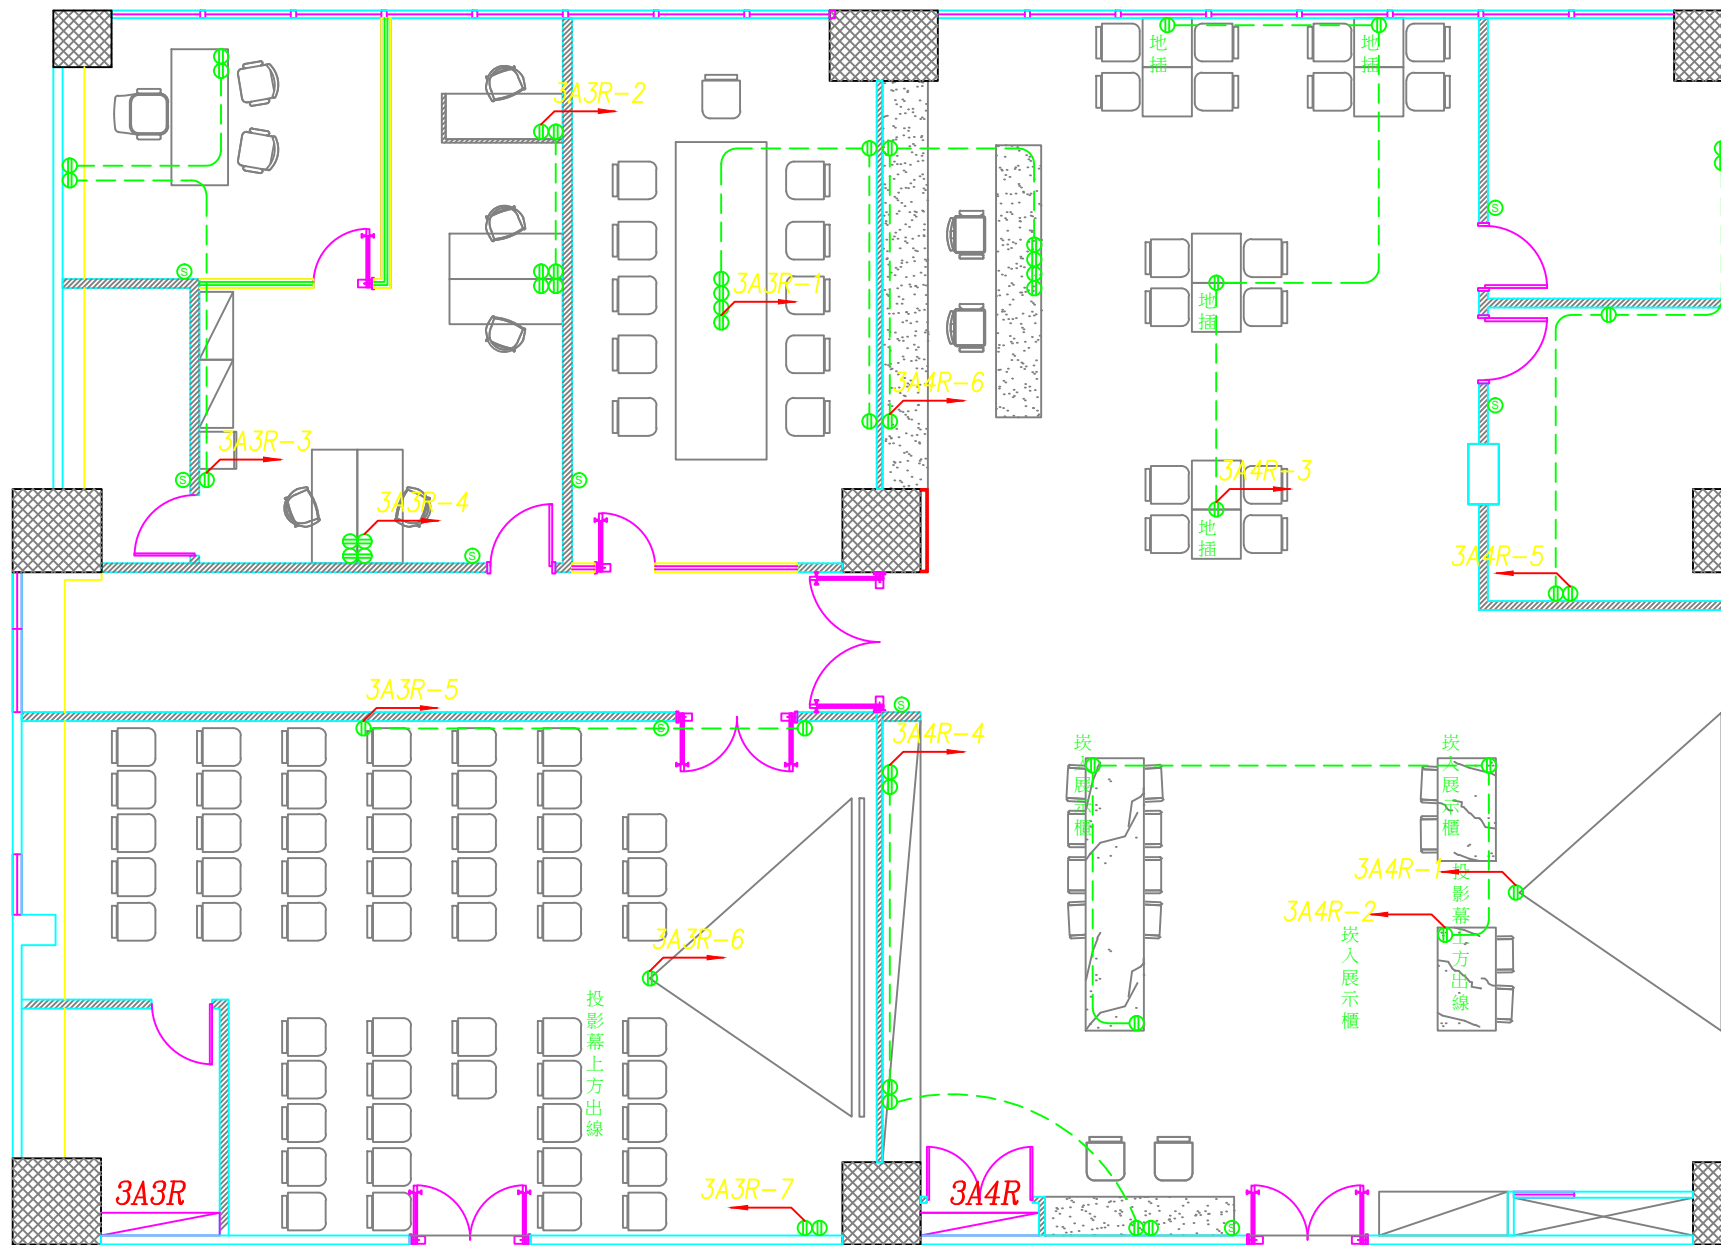 地插
地插
3A3R-2
3A3R-1
地插
3A4R-6
3A3R-3
3A4R-3
3A3R-4
地插
3A4R-5
3A3R-5
3A4R-4
崁入展示櫃
崁入展示櫃
3A4R-1
投影幕上方出線
3A4R-2
崁入展示櫃
3A3R-6
投影幕上方出線
3A3R-7
3A3R
3A4R
S
S
S
S
S
S
S
S
S
S